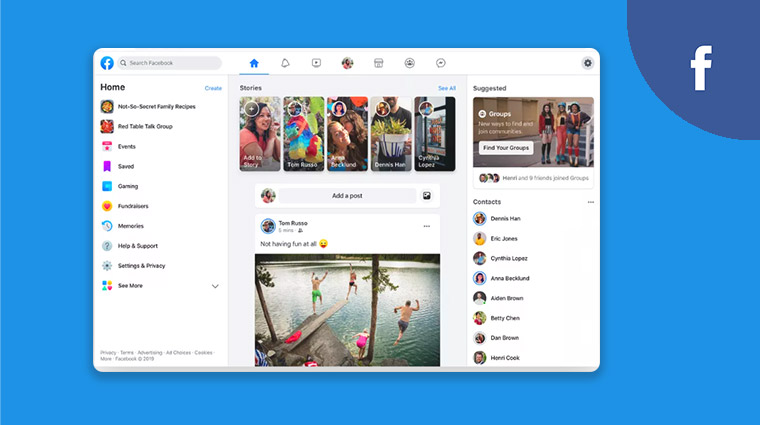 Search Facebook
Home
Create
Not-So-Secret Family Recipes
Red Table Talk Group
Events
Saved
Gaming
Fundraisers
Memories
Help & Support
Settings & Privacy
See More
Privacy · Terms · Advertising · Ad Choices · Cookies ·
More · Facebook © 2019
Stories
See All
Add to
Story
Tom Russo
Anna
Becklund
Dennis Han
Cynthia
Lopez
Add a post
Tom Russo
5 mins ·
Not having fun at all 😜
Suggested
Groups
New ways to find and
join communities.
Find Your Groups
Henri and 9 friends joined Groups
Contacts
Dennis Han
Eric Jones
Cynthia Lopez
Anna Becklund
Aiden Brown
Betty Chen
Dan Brown
Henri Cook
f